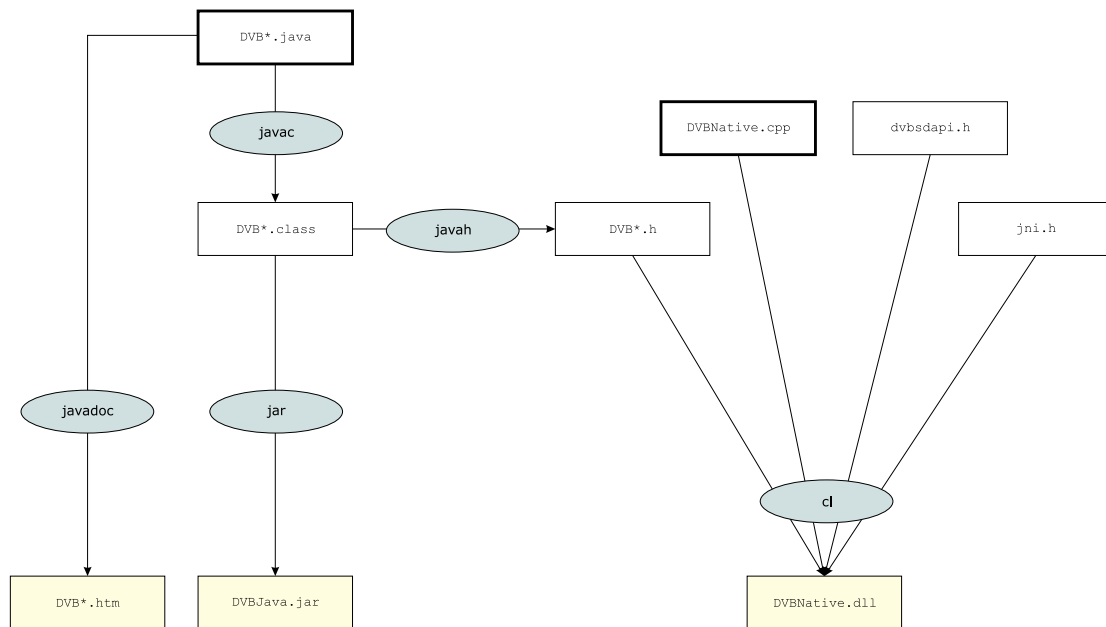 DVB*.java
javac
DVBNative.cpp
dvbsdapi.h
DVB*.class
javah
DVB*.h
jni.h
javadoc
jar
cl
DVB*.htm
DVBJava.jar
DVBNative.dll